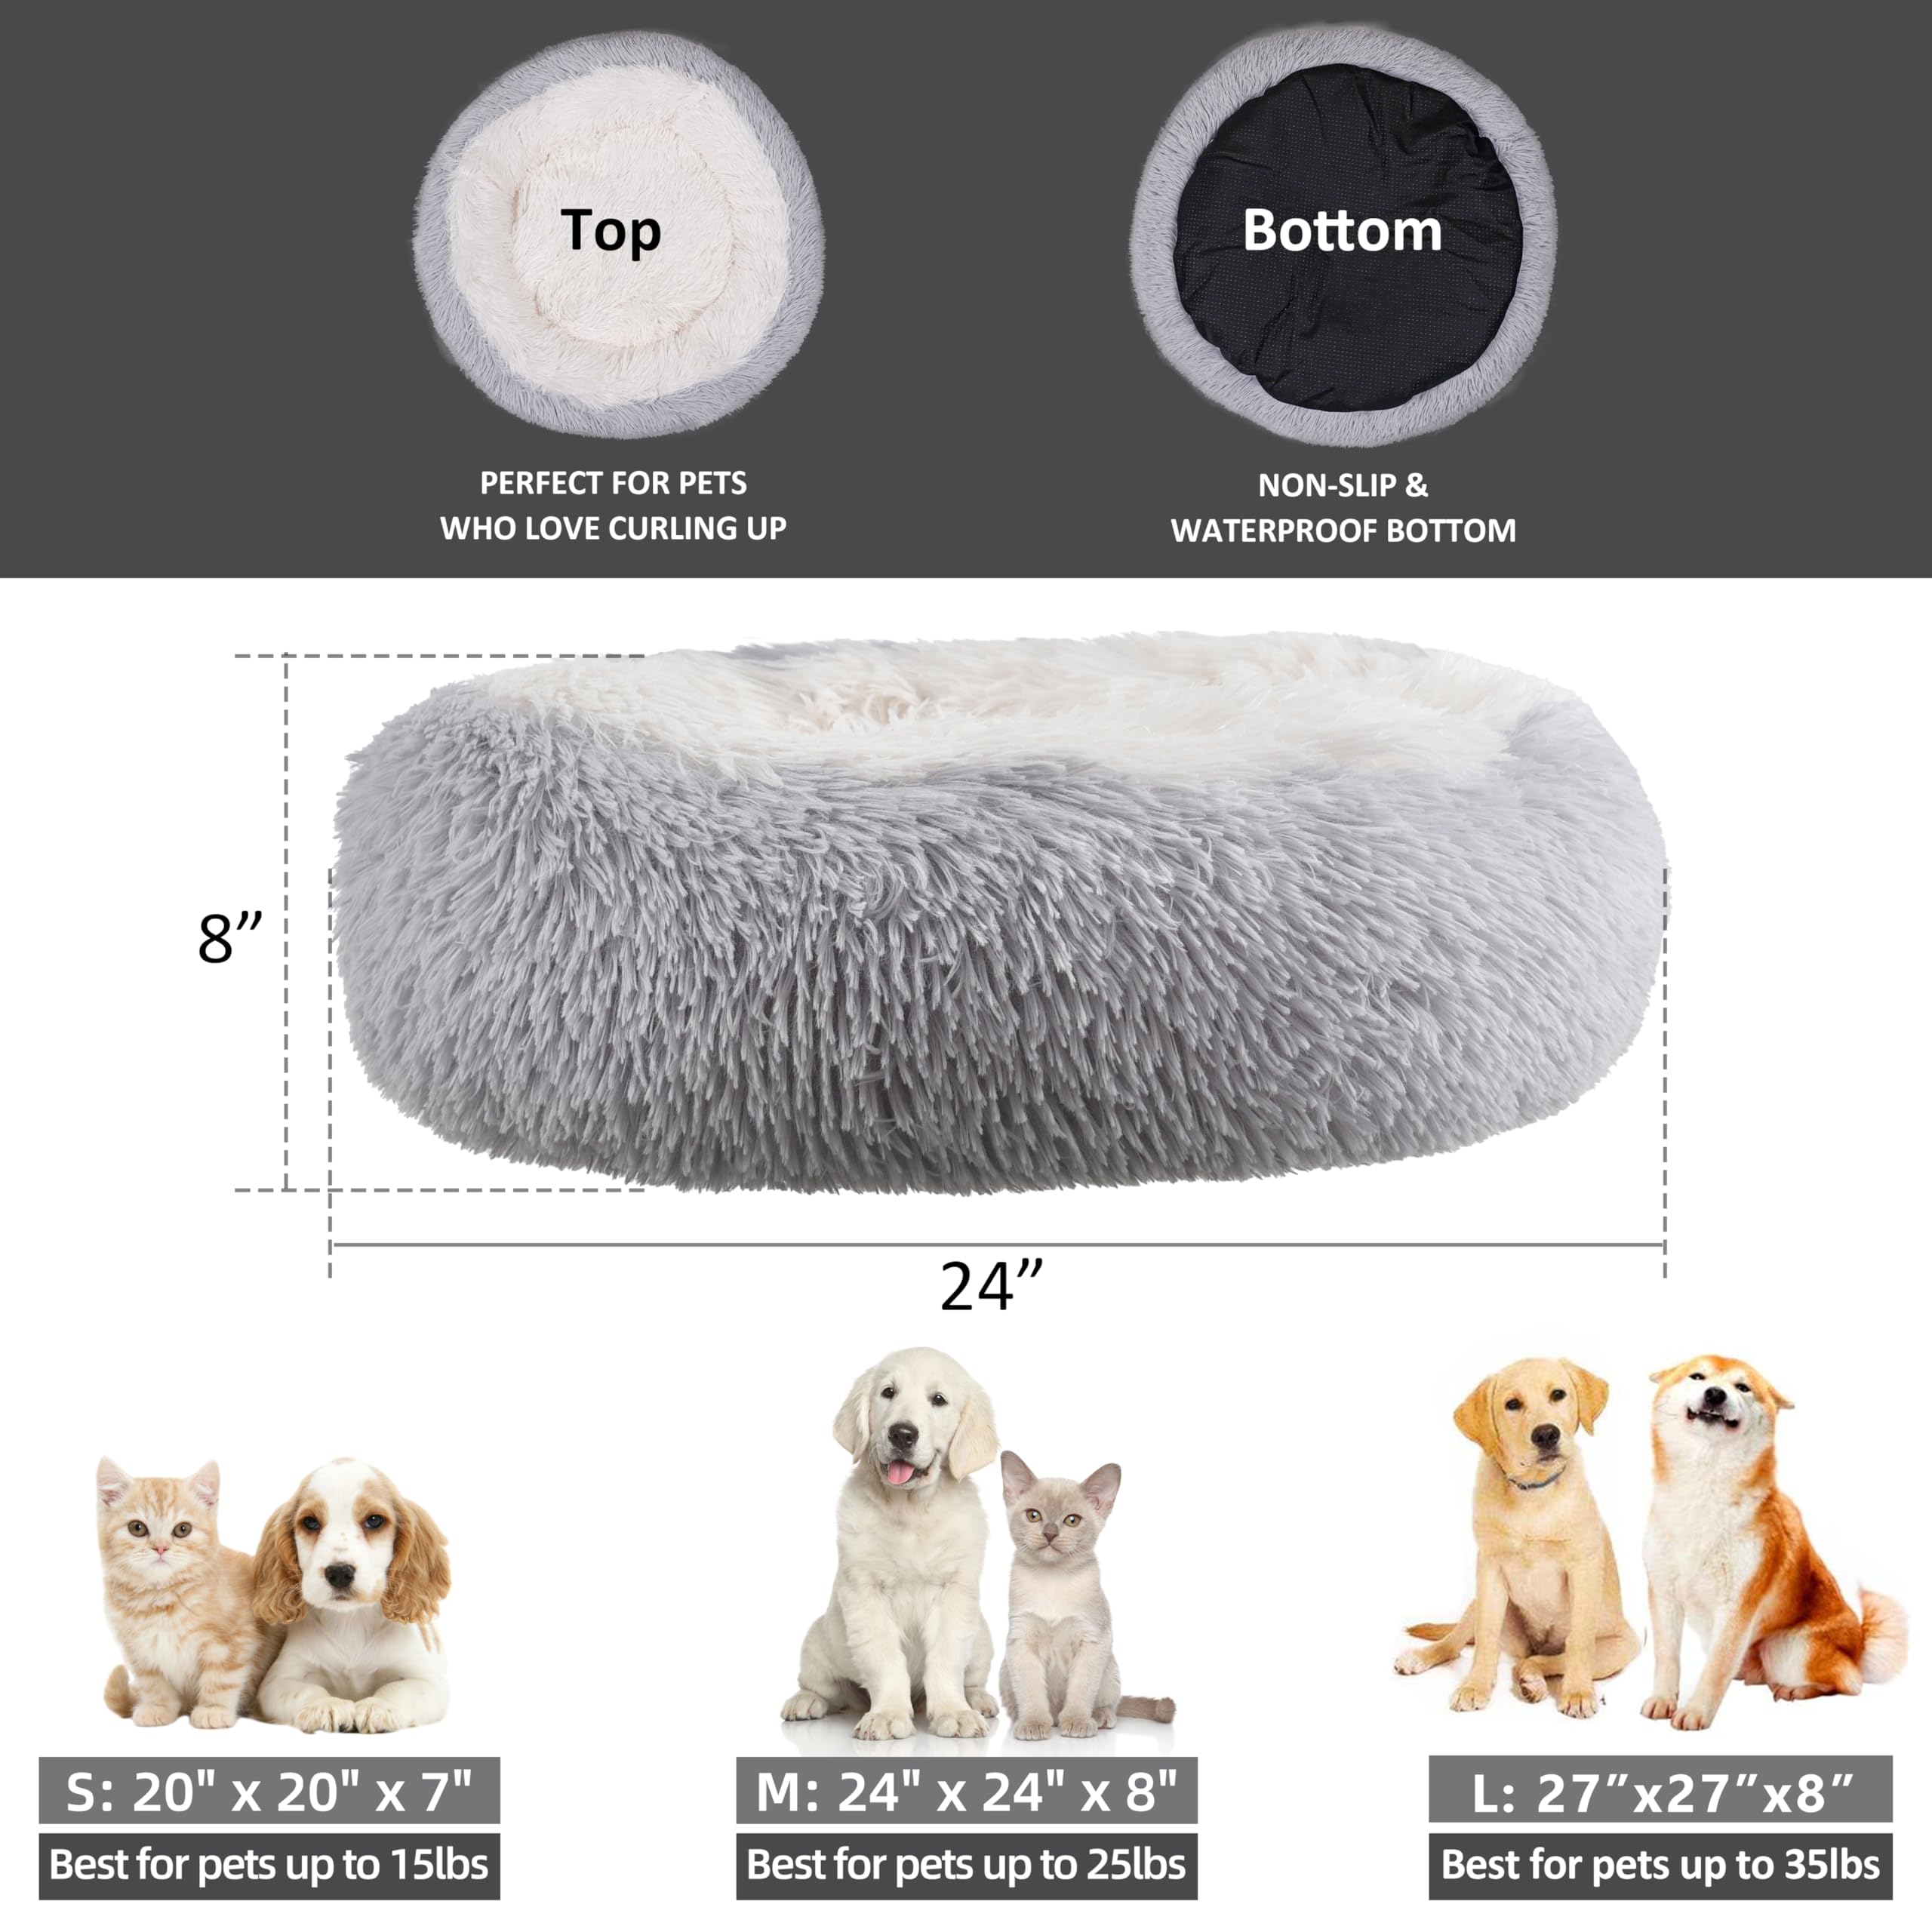 Top
Bottom
PERFECT FOR PETS
WHO LOVE CURLING UP
NON-SLIP &
WATERPROOF BOTTOM
8”
24”
S: 20" x 20" x 7"
Best for pets up to 15lbs
M: 24" x 24" x 8"
Best for pets up to 25lbs
L: 27”x27”x8”
Best for pets up to 35lbs